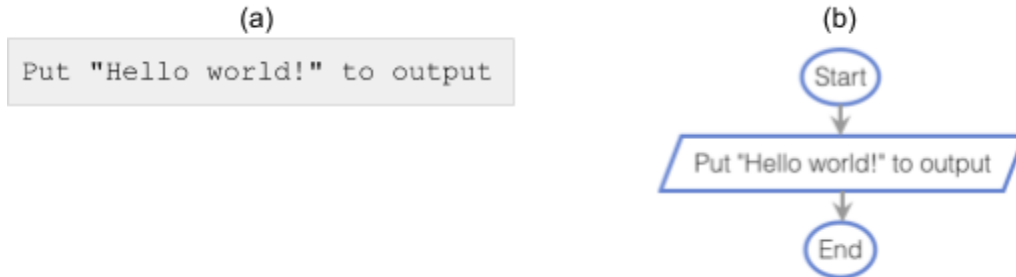 (a)
Put "Hello world!" to output
(b)
Start
Put "Hello world!" to output
End